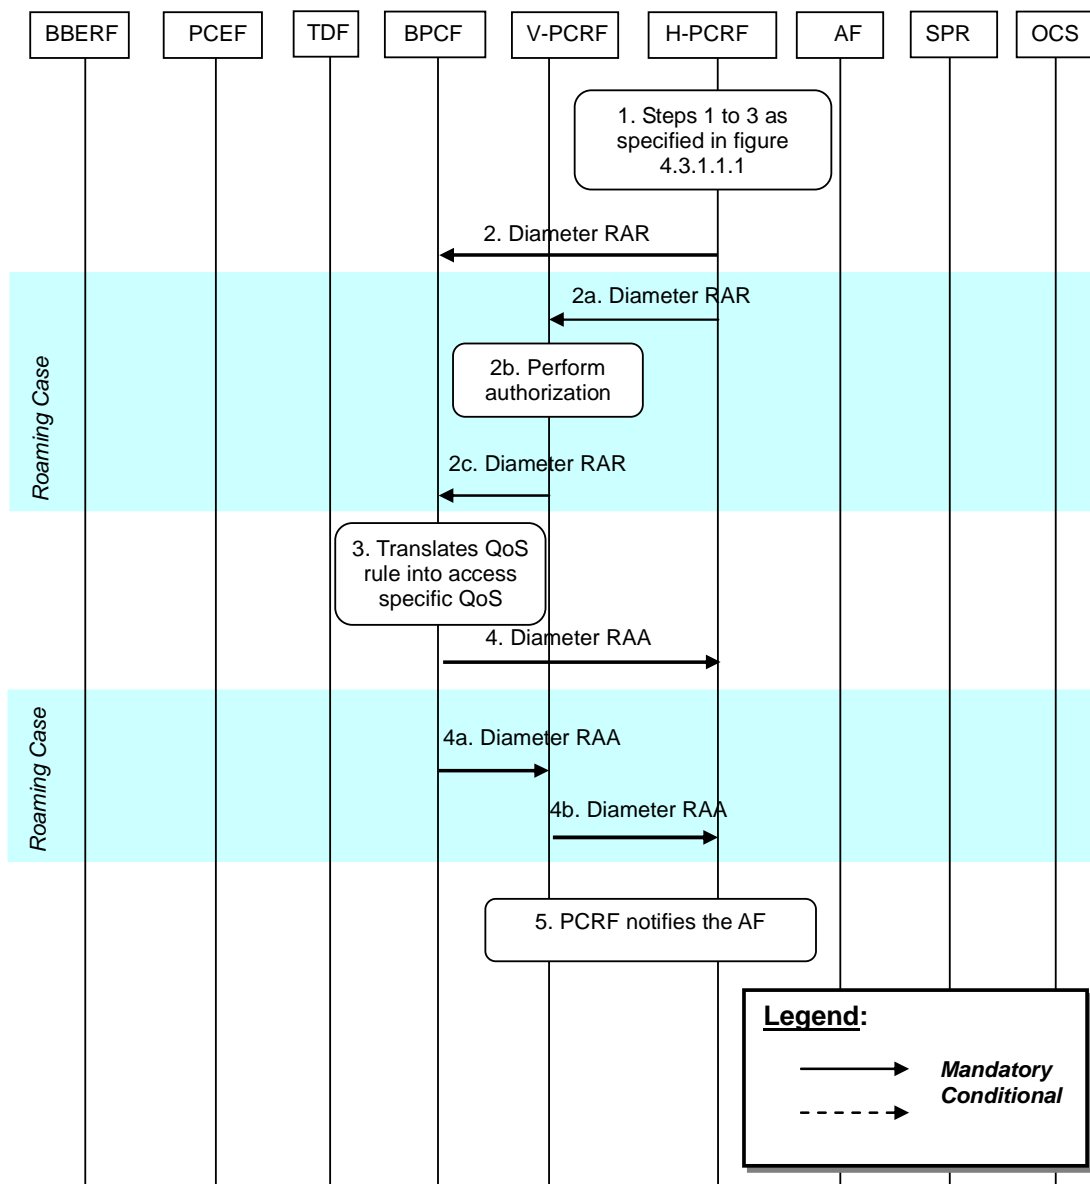 BBERF
PCEF
TDF
BPCF
V-PCRF
H-PCRF
AF
SPR
OCS
1. Steps 1 to 3 as
specified in figure
4.3.1.1.1
2. Diameter RAR
Roaming Case
2a. Diameter RAR
2b. Perform
authorization
2c. Diameter RAR
3. Translates QoS
rule into access
specific QoS
4. Diameter RAA
Roaming Case
4a. Diameter RAA
4b. Diameter RAA
5. PCRF notifies the AF
Legend:
Mandatory
Conditional